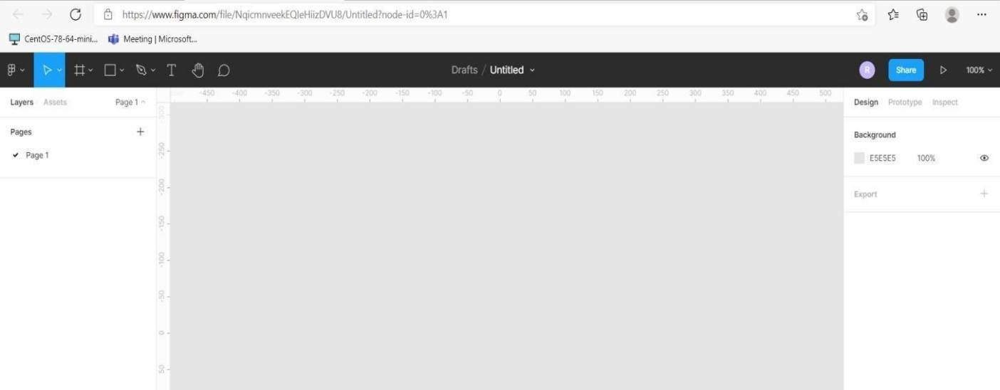 https://www.figma.com/file/NqicmnveekEQIeHiizDVU8/Untitled?node-id=0%3A1
CentOS-78-64-mini... Meeting | Microsoft...
T Drafts / Untitled R Share 100%
-450 -400 -350 -300 -250 -200 -150 -100 -50 0 50 100 150 200 250 300 350 400 450 500
Layers Assets Page 1 Design Prototype Inspect
-300
Pages + Background
-250
Page 1 E5E5E5 100%
-200
Export +
-150
-100
-50
0
50